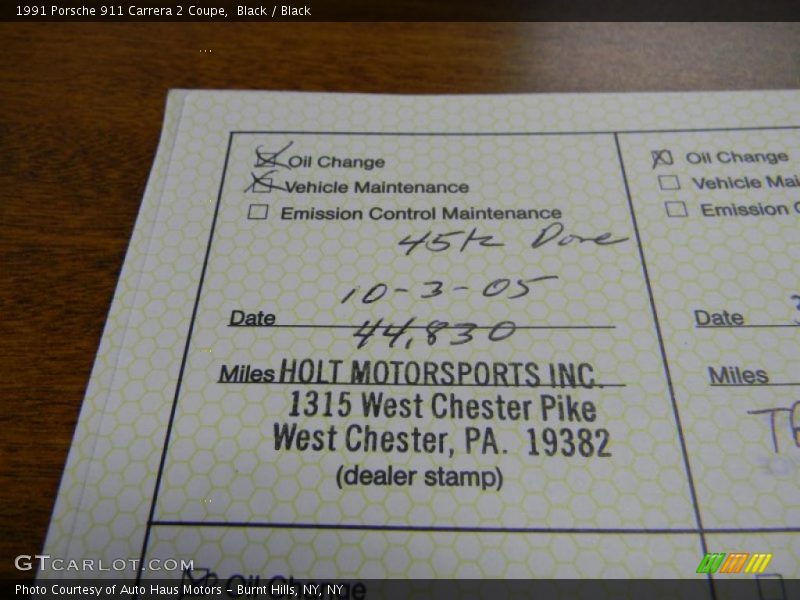 1991 Porsche 911 Carrera 2 Coupe, Black / Black
Oil Change
Vehicle Maintenance
Emission Control Maintenance
45k Done
10-3-05
Date
44,830
Miles HOLT MOTORSPORTS INC.
1315 West Chester Pike
West Chester, PA. 19382
(dealer stamp)
Oil Change
Vehicle Mai
Emission C
Date
Miles
Oil Change
GTCARLOT.COM
Photo Courtesy of Auto Haus Motors - Burnt Hills, NY, NY